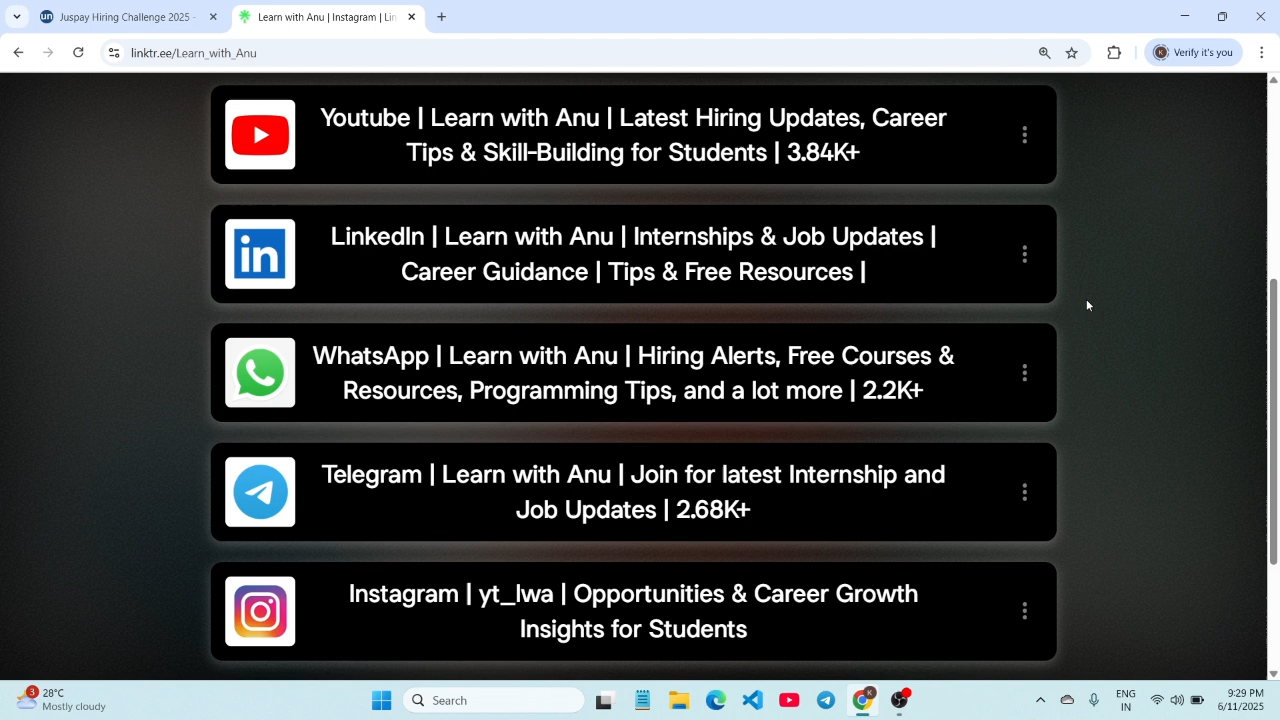 Juspay Hiring Challenge 2025 -
Learn with Anu | Instagram | Lin
linktr.ee/Learn_with_Anu
K
Verify it's you
Youtube | Learn with Anu | Latest Hiring Updates, Career
Tips & Skill-Building for Students | 3.84K+
LinkedIn | Learn with Anu | Internships & Job Updates |
Career Guidance | Tips & Free Resources |
WhatsApp | Learn with Anu | Hiring Alerts, Free Courses &
Resources, Programming Tips, and a lot more | 2.2K+
Telegram | Learn with Anu | Join for latest Internship and
Job Updates | 2.68K+
Instagram | yt_lwa | Opportunities & Career Growth
Insights for Students
un
in
3
28°C
Mostly cloudy
Search
K
ENG
IN
9:29 PM
6/11/2025